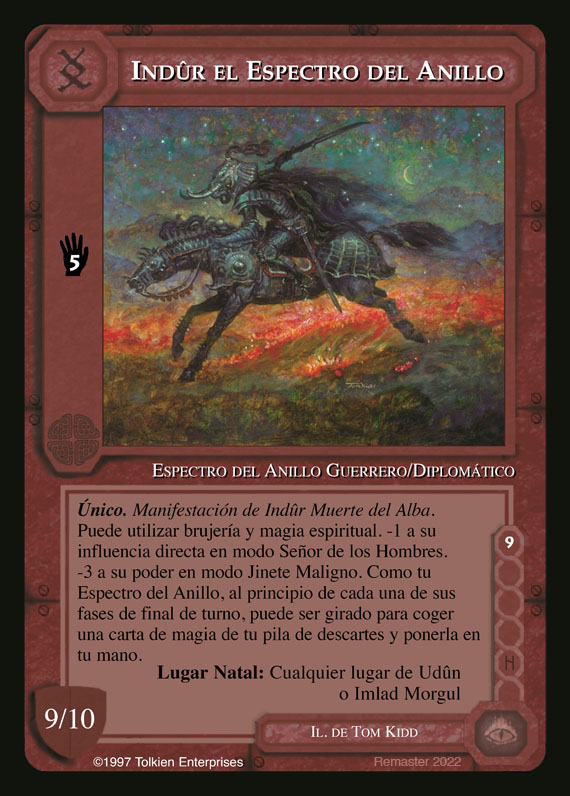 Indûr el Espectro del Anillo
5
Espectro del Anillo Guerrero/Diplomático
Único. Manifestación de Indûr Muerte del Alba.
Puede utilizar brujería y magia espiritual. -1 a su
influencia directa en modo Señor de los Hombres.
-3 a su poder en modo Jinete Maligno. Como tu
Espectro del Anillo, al principio de cada una de sus
fases de final de turno, puede ser girado para coger
una carta de magia de tu pila de descartes y ponerla en
tu mano.
9
Lugar Natal: Cualquier lugar de Udûn
o Imlad Morgul
9/10
Il. de Tom Kidd
©1997 Tolkien Enterprises
Remaster 2022